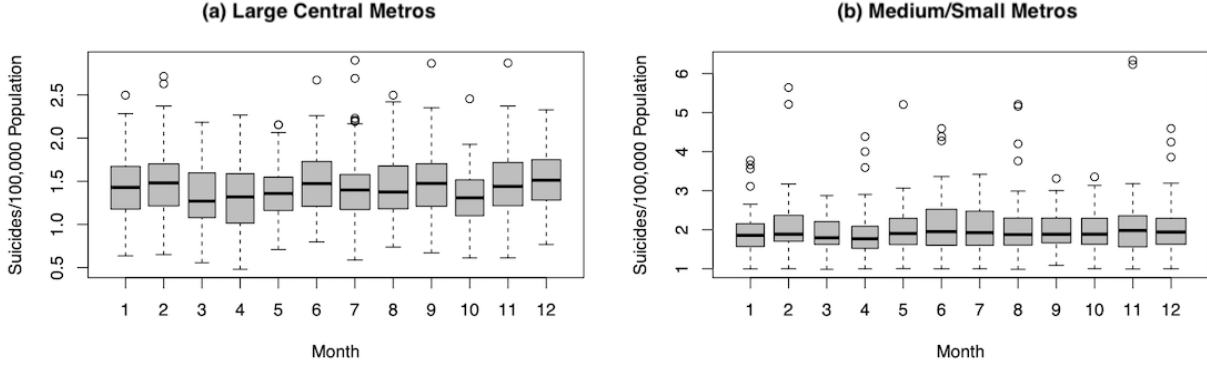 (a) Large Central Metros
Suicides/100,000 Population
0.5 1.0 1.5 2.0 2.5
1 2 3 4 5 6 7 8 9 10 11 12
Month
(b) Medium/Small Metros
Suicides/100,000 Population
1 2 3 4 5 6
1 2 3 4 5 6 7 8 9 10 11 12
Month